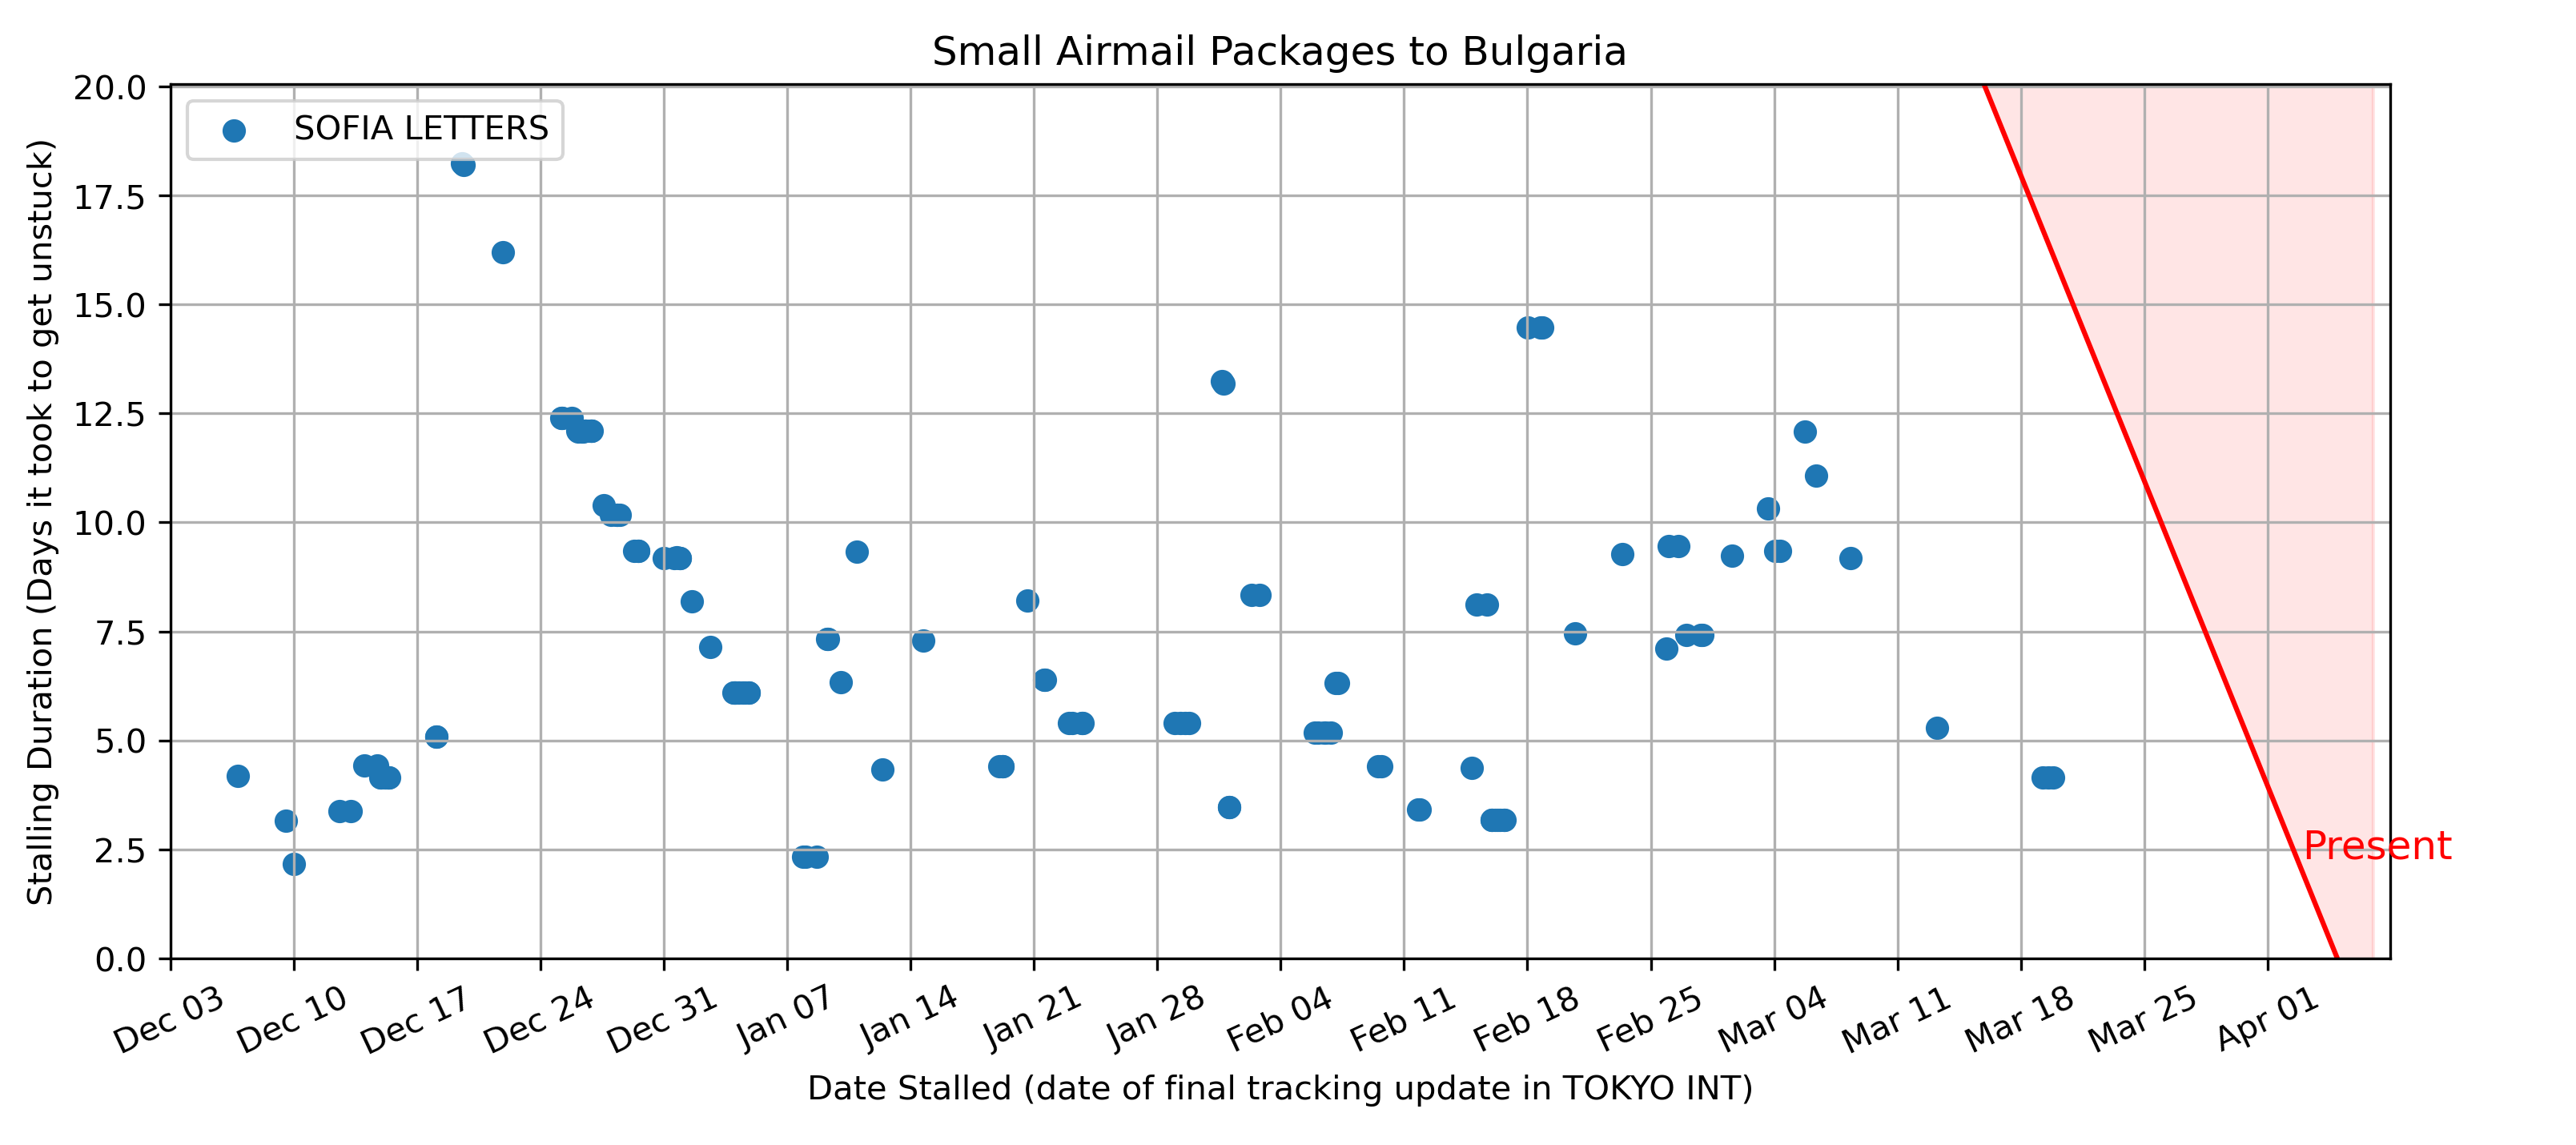 Small Airmail Packages to Bulgaria
SOFIA LETTERS
Stalling Duration (Days it took to get unstuck)
20.0
17.5
15.0
12.5
10.0
7.5
5.0
2.5
0.0
Present
Dec 03
Dec 10
Dec 17
Dec 24
Dec 31
Jan 07
Jan 14
Jan 21
Jan 28
Feb 04
Feb 11
Feb 18
Feb 25
Mar 04
Mar 11
Mar 18
Mar 25
Apr 01
Date Stalled (date of final tracking update in TOKYO INT)